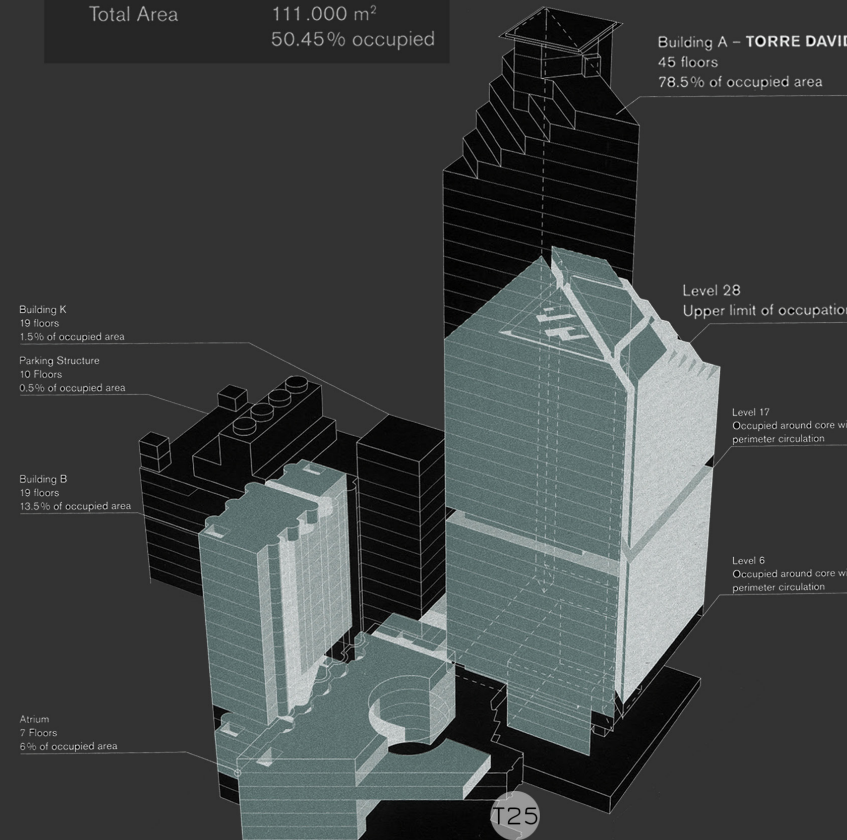 Total Area 111.000 m²
50.45% occupied
Building A – TORRE DAVID
45 floors
78.5% of occupied area
Level 28
Upper limit of occupation
Building K
19 floors
1.5% of occupied area
Parking Structure
10 Floors
0.5% of occupied area
Level 17
Occupied around core
perimeter circulation
Building B
19 floors
13.5% of occupied area
Level 6
Occupied around core
perimeter circulation
Atrium
7 Floors
6% of occupied area
T25